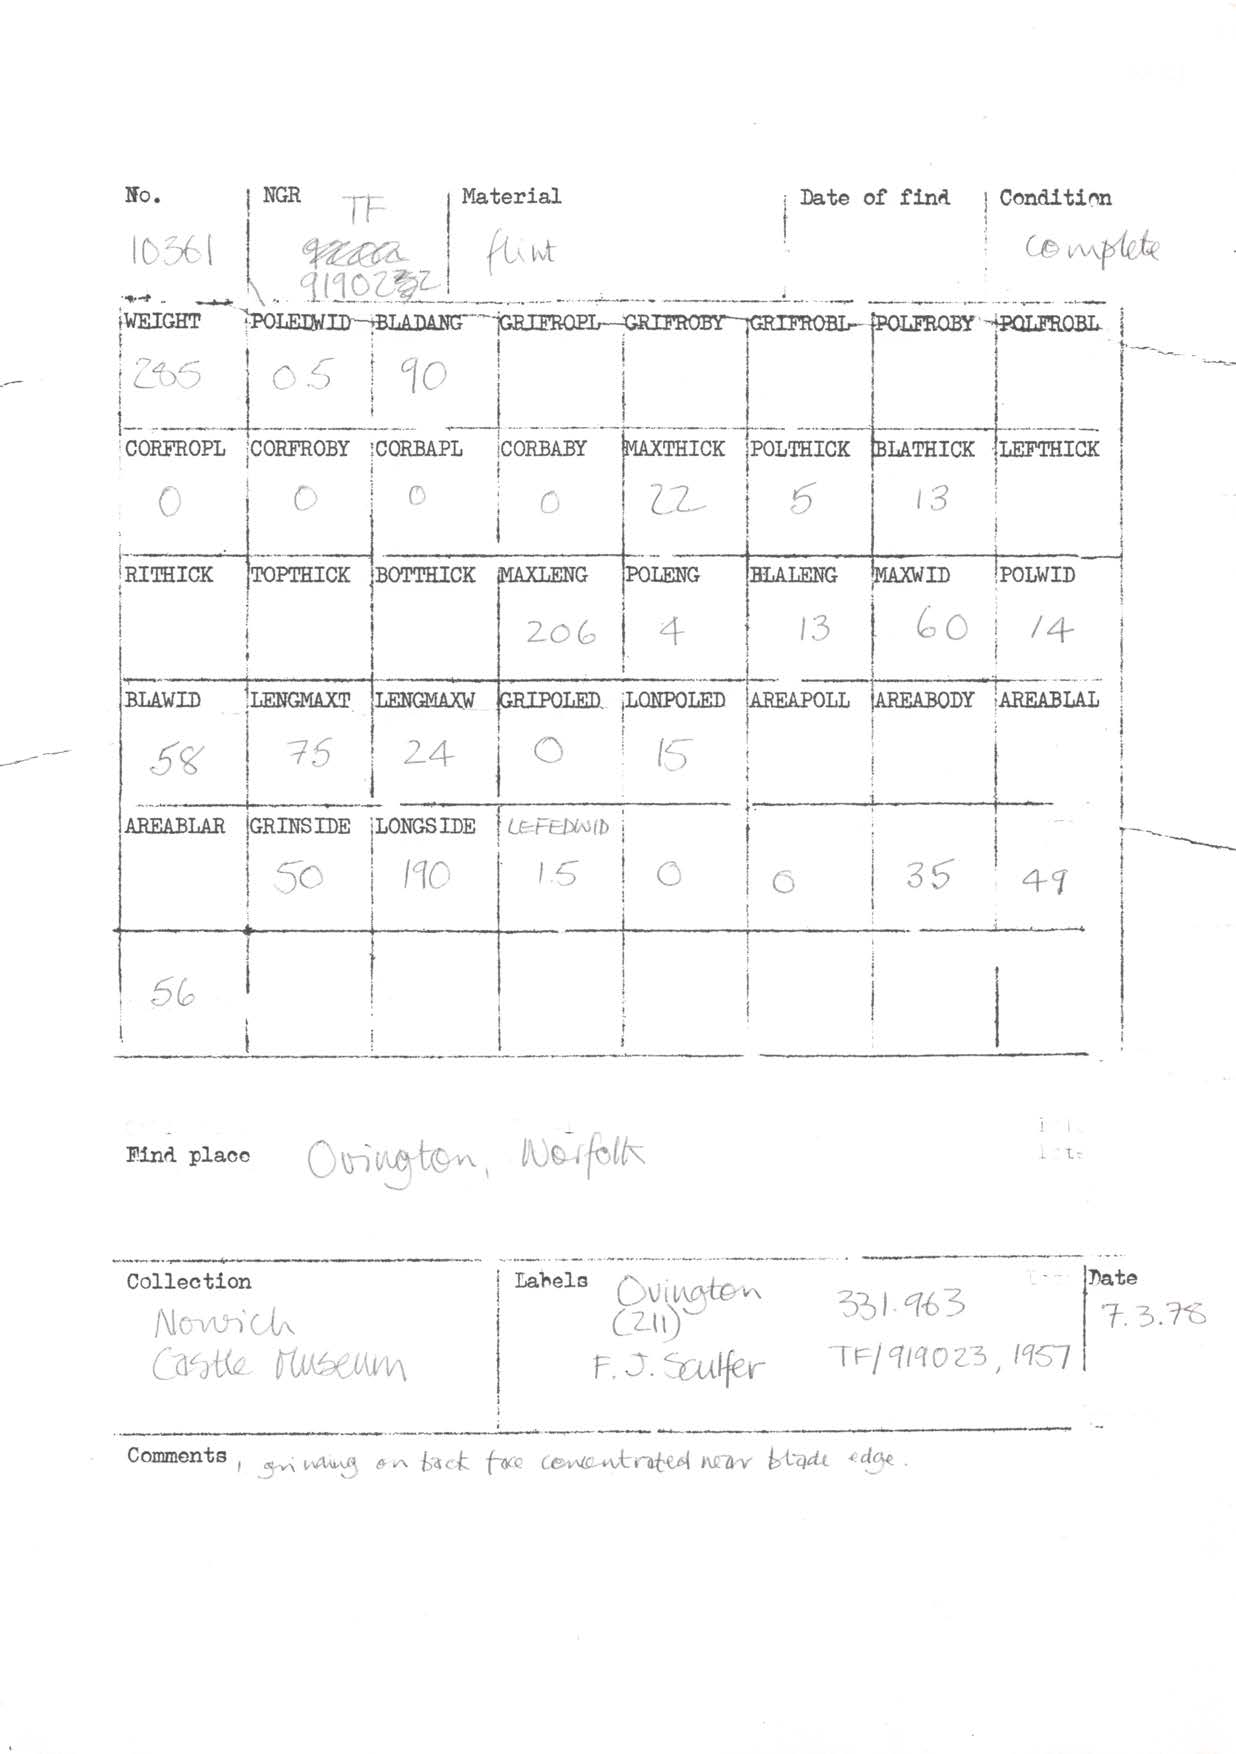 No. NGR Material Date of find Condition
TF
10361 flint complete
WEIGHT POLEDWID BLADANG GRIFROPL GRIFROBY GRIFROBL POLFROBY POLFROBL
285 0.5 90
CORFROPL CORFROBY CORBAPL CORBABY MAXTHICK POLTHICK BLATHICK LEFTHICK
0 0 0 0 22 5 13
RITHICK TOPTHICK BOTTHICK MAXLENG POLENG BLALENG MAXWID POLWID
206 4 13 60 14
BLAWID LENGMAXT LENGMAXW GRIPOLED LONPOLED AREAPOLL AREABODY AREABLAL
58 75 24 0 15
AREABLAR GRINSIDE LONGSIDE LEFEDWID
50 190 1.5 0 0 35 49
56
Find place Ovington, Norfolk
Collection Labels Ovington 331.963 Date
Norwich (211) 7.3.78
Castle Museum F. J. Sculfer TF/919023, 1957
Comments, grinding on back face concentrated near blade edge.